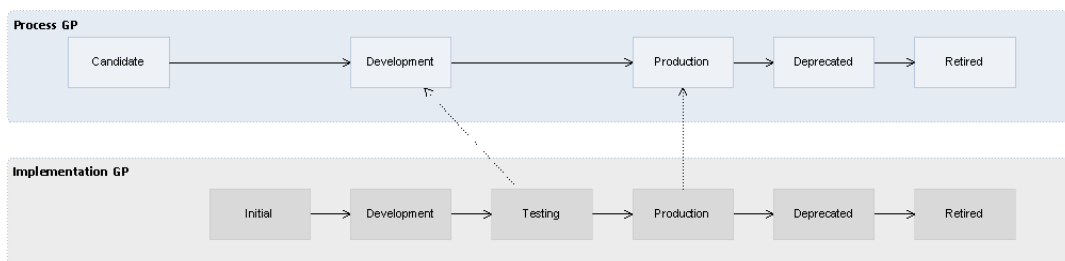 Process GP
Candidate
Development
Production
Deprecated
Retired
Implementation GP
Initial
Development
Testing
Production
Deprecated
Retired